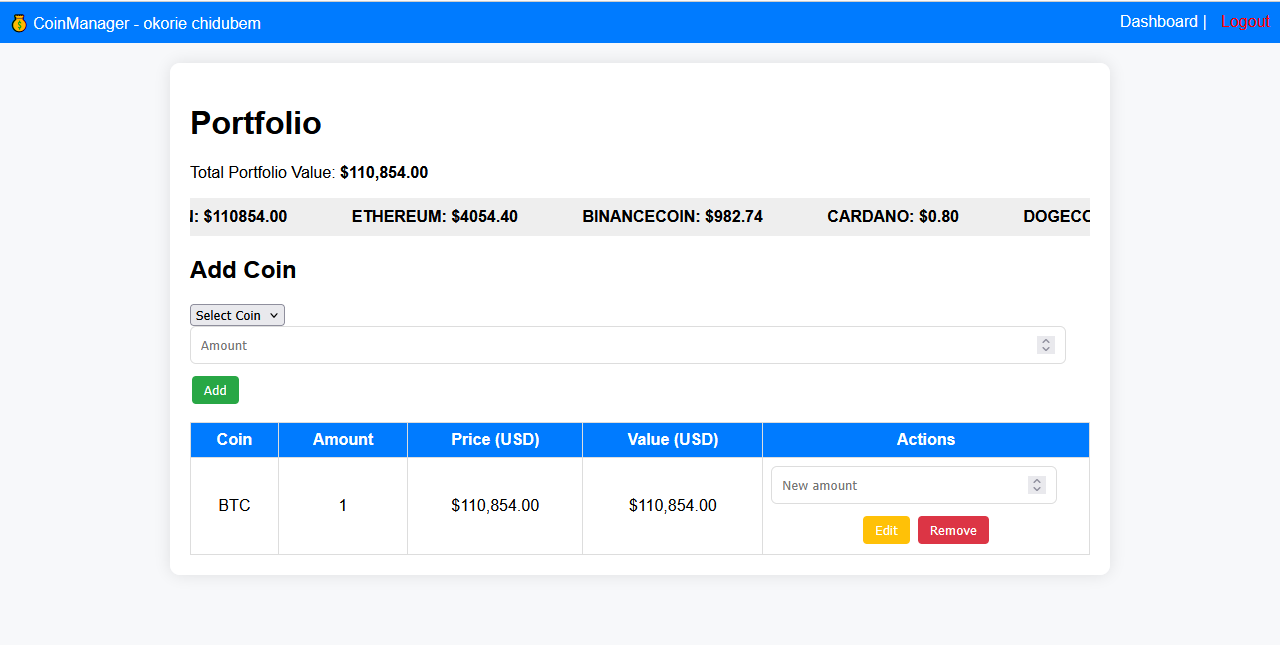 CoinManager - okorie chidubem Dashboard | Logout
Portfolio
Total Portfolio Value: $110,854.00
: $110854.00 ETHEREUM: $4054.40 BINANCECOIN: $982.74 CARDANO: $0.80 DOGEC
Add Coin
Select Coin
Amount
Add
Coin Amount Price (USD) Value (USD) Actions
BTC 1 $110,854.00 $110,854.00 New amount
Edit Remove